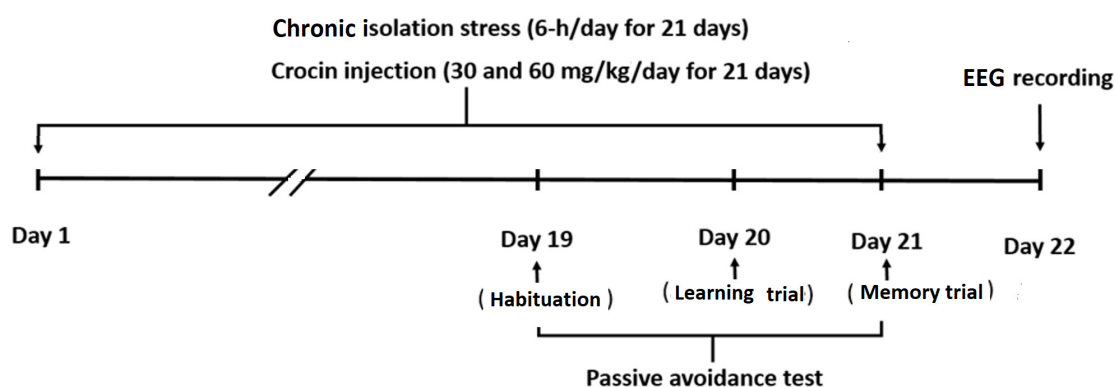 Chronic isolation stress (6-h/day for 21 days)
Crocin injection (30 and 60 mg/kg/day for 21 days)
EEG recording
Day 1
Day 19
Day 20
Day 21
Day 22
( Habituation )
( Learning trial)
( Memory trial )
Passive avoidance test